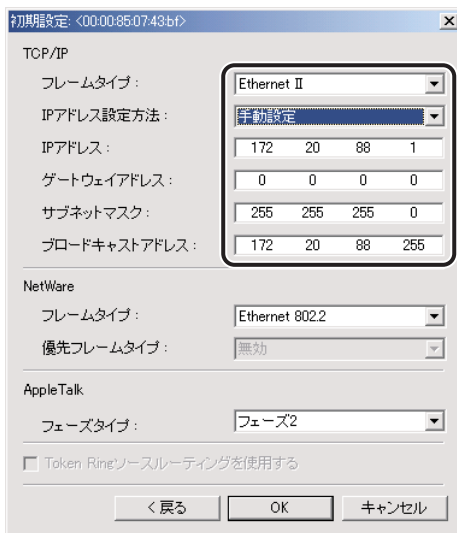 初期設定: <00:00:85:07:43:bf>
TCP/IP
フレームタイプ : Ethernet II
IPアドレス設定方法 : 手動設定
IPアドレス : 172 20 88 1
ゲートウェイアドレス : 0 0 0 0
サブネットマスク : 255 255 255 0
ブロードキャストアドレス : 172 20 88 255
NetWare
フレームタイプ : Ethernet 802.2
優先フレームタイプ : 無効
AppleTalk
フェーズタイプ : フェーズ2
Token Ringソースルーティングを使用する
< 戻る OK キャンセル